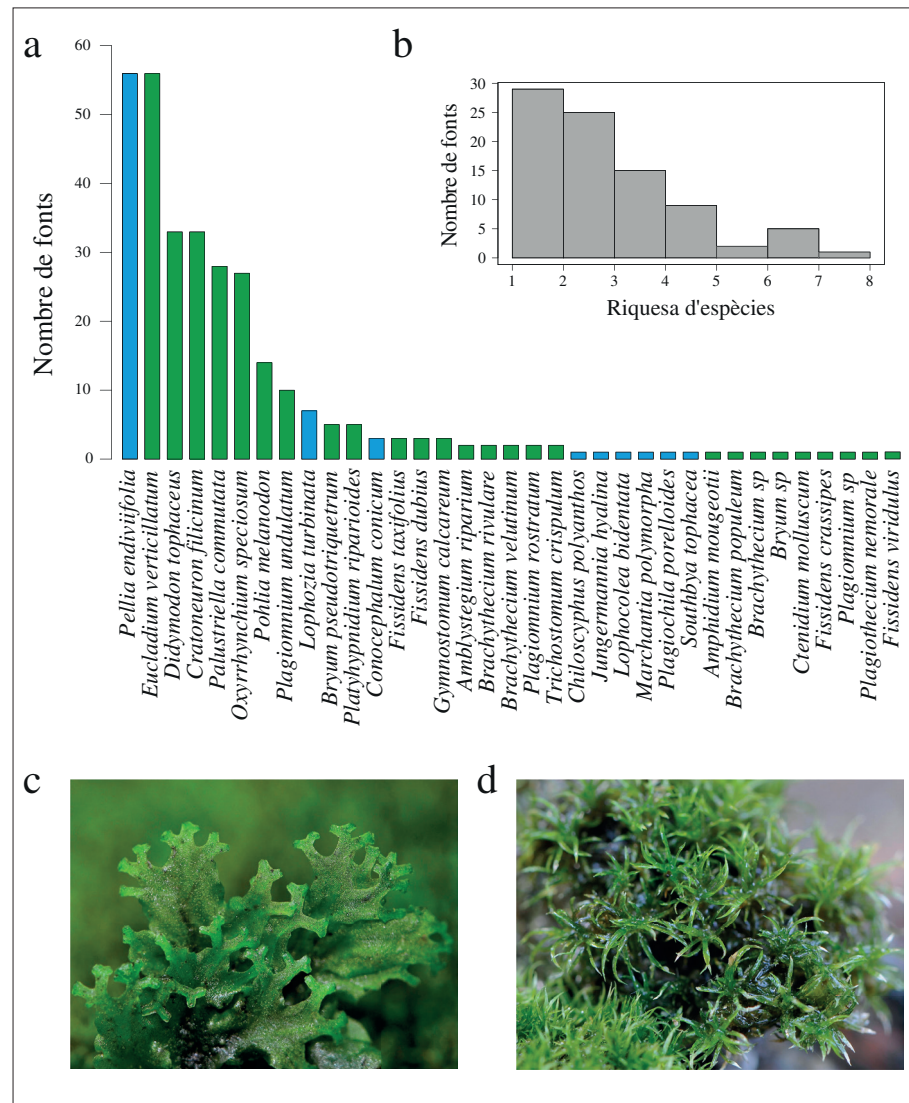 a
60
50
40
30
20
10
0
Nombre de fonts
Pellia endiviifolia
Eucladium verticillatum
Didymodon tophaceus
Cratoneuron filicinum
Palustriella commutata
Oxyrrhynchium speciosum
Pohlia melanodon
Plagiomnium undulatum
Lophozia turbinata
Bryum pseudotriquetrum
Platyhypnidium riparioides
Conocephalum conicum
Fissidens taxifolius
Fissidens dubius
Gymnostomum calcareum
Amblystegium riparium
Brachythecium rivulare
Brachythecium velutinum
Plagiomnium rostratum
Trichostomum crispulum
Chiloscyphus polyanthos
Jungermannia hyalina
Lophocolea bidentata
Marchantia polymorpha
Plagiochila porelloides
Southbya tophacea
Amphidium mougeotii
Brachythecium populeum
Brachythecium sp
Bryum sp
Ctenidium molluscum
Fissidens crassipes
Plagiomnium sp
Plagiothecium nemorale
Fissidens viridulus
b
30
25
20
15
10
5
0
Nombre de fonts
1 2 3 4 5 6 7 8
Riquesa d'espècies
c
d